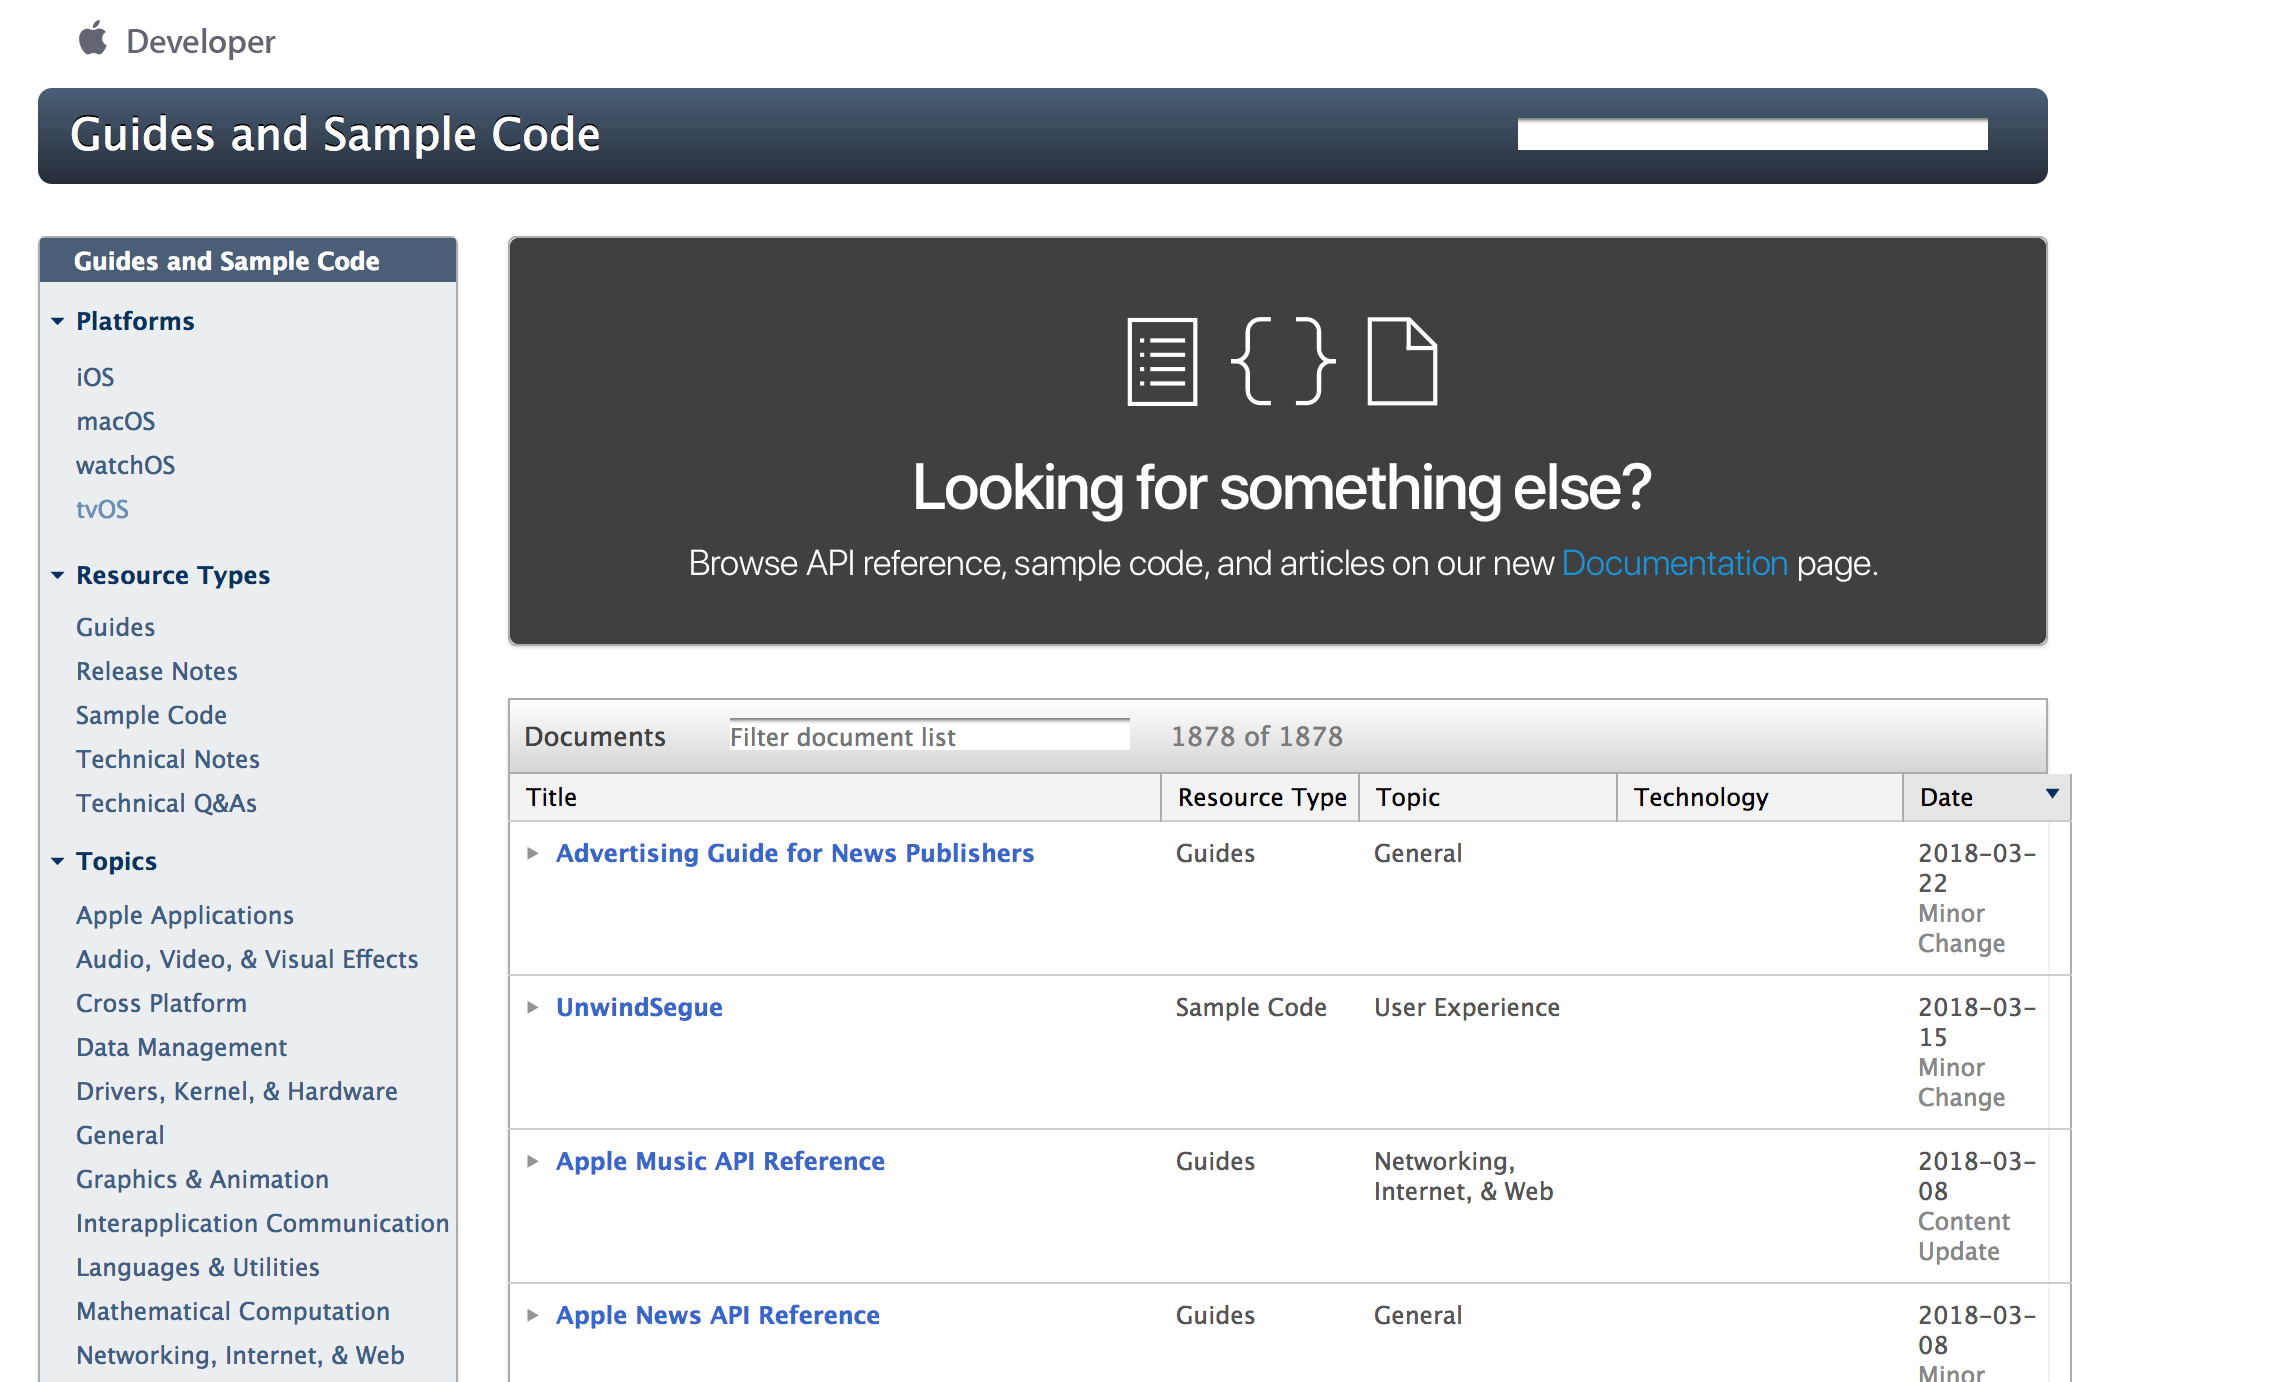 Developer
Guides and Sample Code
Guides and Sample Code
Platforms
iOS
macOS
watchOS
tvOS
Resource Types
Guides
Release Notes
Sample Code
Technical Notes
Technical Q&As
Topics
Apple Applications
Audio, Video, & Visual Effects
Cross Platform
Data Management
Drivers, Kernel, & Hardware
General
Graphics & Animation
Interapplication Communication
Languages & Utilities
Mathematical Computation
Networking, Internet, & Web
{ }
Looking for something else?
Browse API reference, sample code, and articles on our new Documentation page.
Documents Filter document list 1878 of 1878
Title Resource Type Topic Technology Date
Advertising Guide for News Publishers Guides General 2018-03-
22
Minor
Change
UnwindSegue Sample Code User Experience 2018-03-
15
Minor
Change
Apple Music API Reference Guides Networking, 2018-03-
Internet, & Web 08
Content
Update
Apple News API Reference Guides General 2018-03-
08
Minor